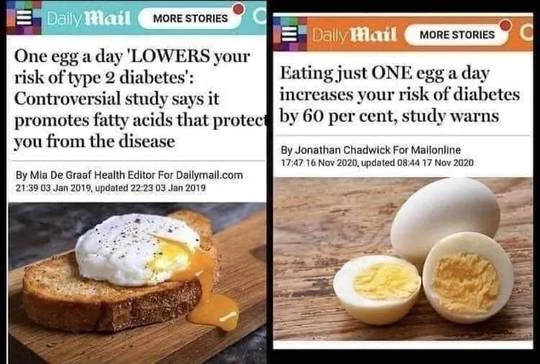 Daily Mail MORE STORIES
One egg a day 'LOWERS your
risk of type 2 diabetes':
Controversial study says it
promotes fatty acids that protect
you from the disease
By Mia De Graaf Health Editor For Dailymail.com
21:39 03 Jan 2019, updated 22:23 03 Jan 2019
Daily Mail MORE STORIES
Eating just ONE egg a day
increases your risk of diabetes
by 60 per cent, study warns
By Jonathan Chadwick For Mailonline
17:47 16 Nov 2020, updated 08:44 17 Nov 2020